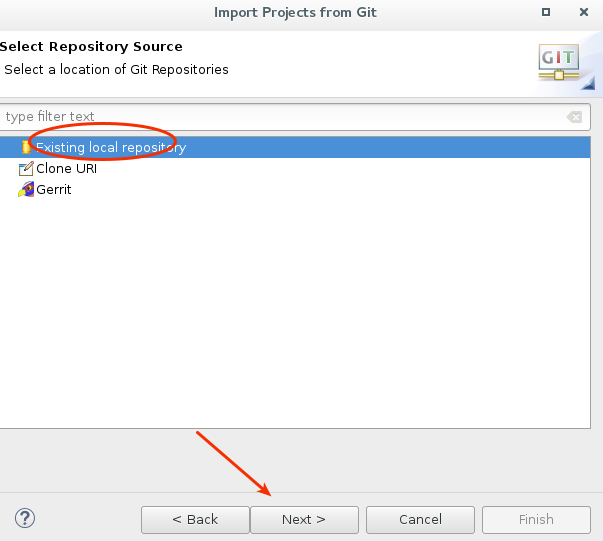 Import Projects from Git
Select Repository Source
Select a location of Git Repositories
GIT
type filter text
Existing local repository
Clone URI
Gerrit
? < Back Next > Cancel Finish